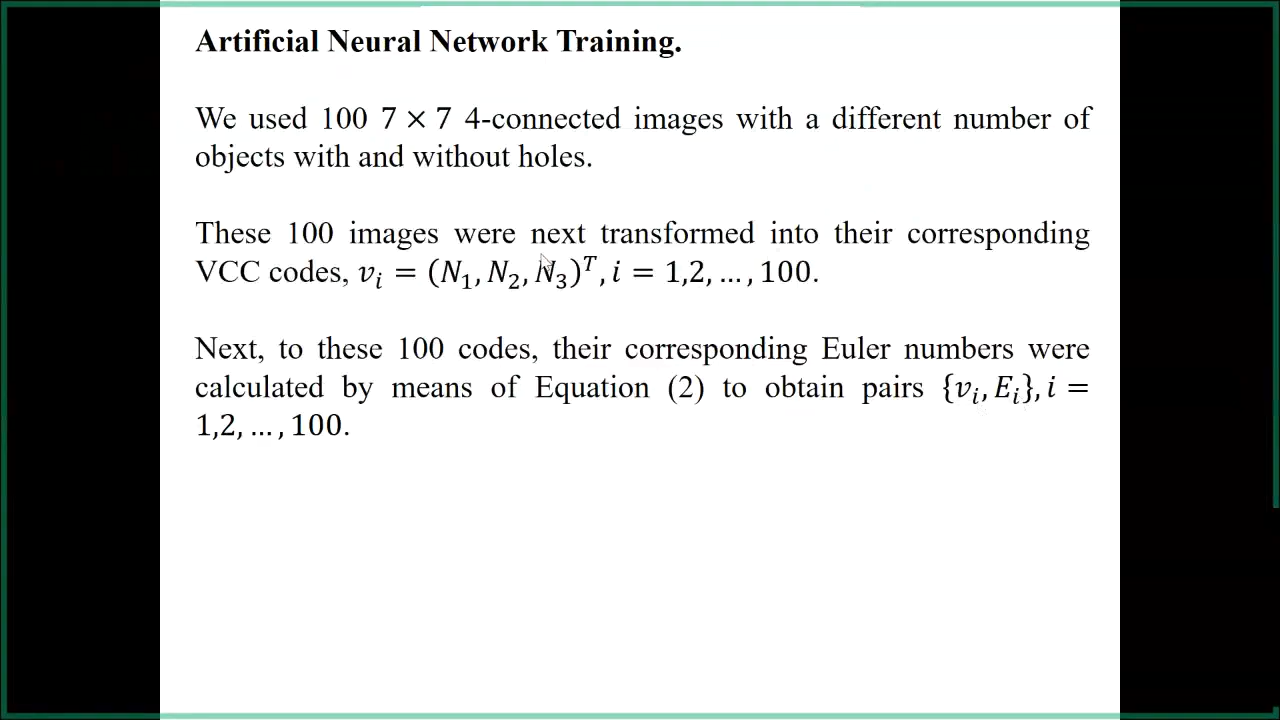 Artificial Neural Network Training.
We used 100 7 × 7 4-connected images with a different number of
objects with and without holes.
These 100 images were next transformed into their corresponding
VCC codes, 𝑣ᵢ = (𝑁₁, 𝑁₂, 𝑁₃)ᵀ, 𝑖 = 1,2, … , 100.
Next, to these 100 codes, their corresponding Euler numbers were
calculated by means of Equation (2) to obtain pairs {𝑣ᵢ, 𝐸ᵢ}, 𝑖 =
1,2, … , 100.